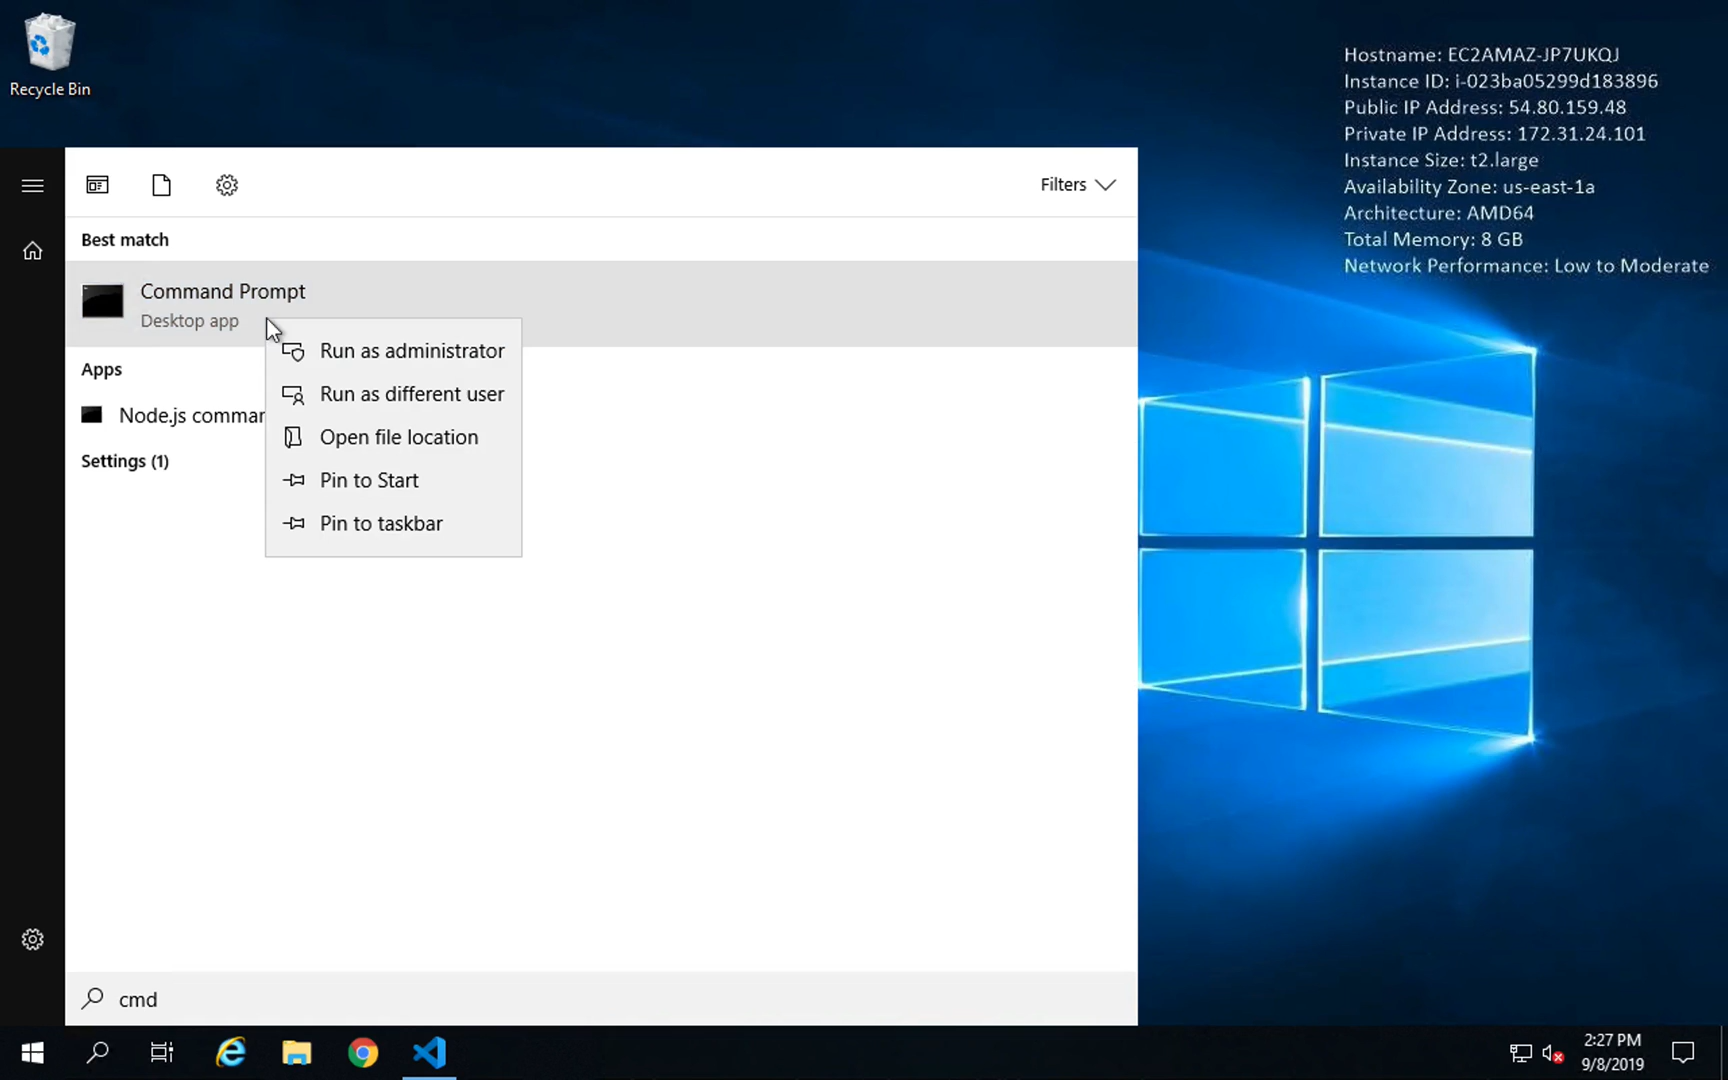 Recycle Bin
Hostname: EC2AMAZ-JP7UKQJ
Instance ID: i-023ba05299d183896
Public IP Address: 54.80.159.48
Private IP Address: 172.31.24.101
Instance Size: t2.large
Availability Zone: us-east-1a
Architecture: AMD64
Total Memory: 8 GB
Network Performance: Low to Moderate
Filters
Best match
Command Prompt
Desktop app
Run as administrator
Run as different user
Open file location
Pin to Start
Pin to taskbar
Apps
Node.js comman
Settings (1)
cmd
2:27 PM
9/8/2019